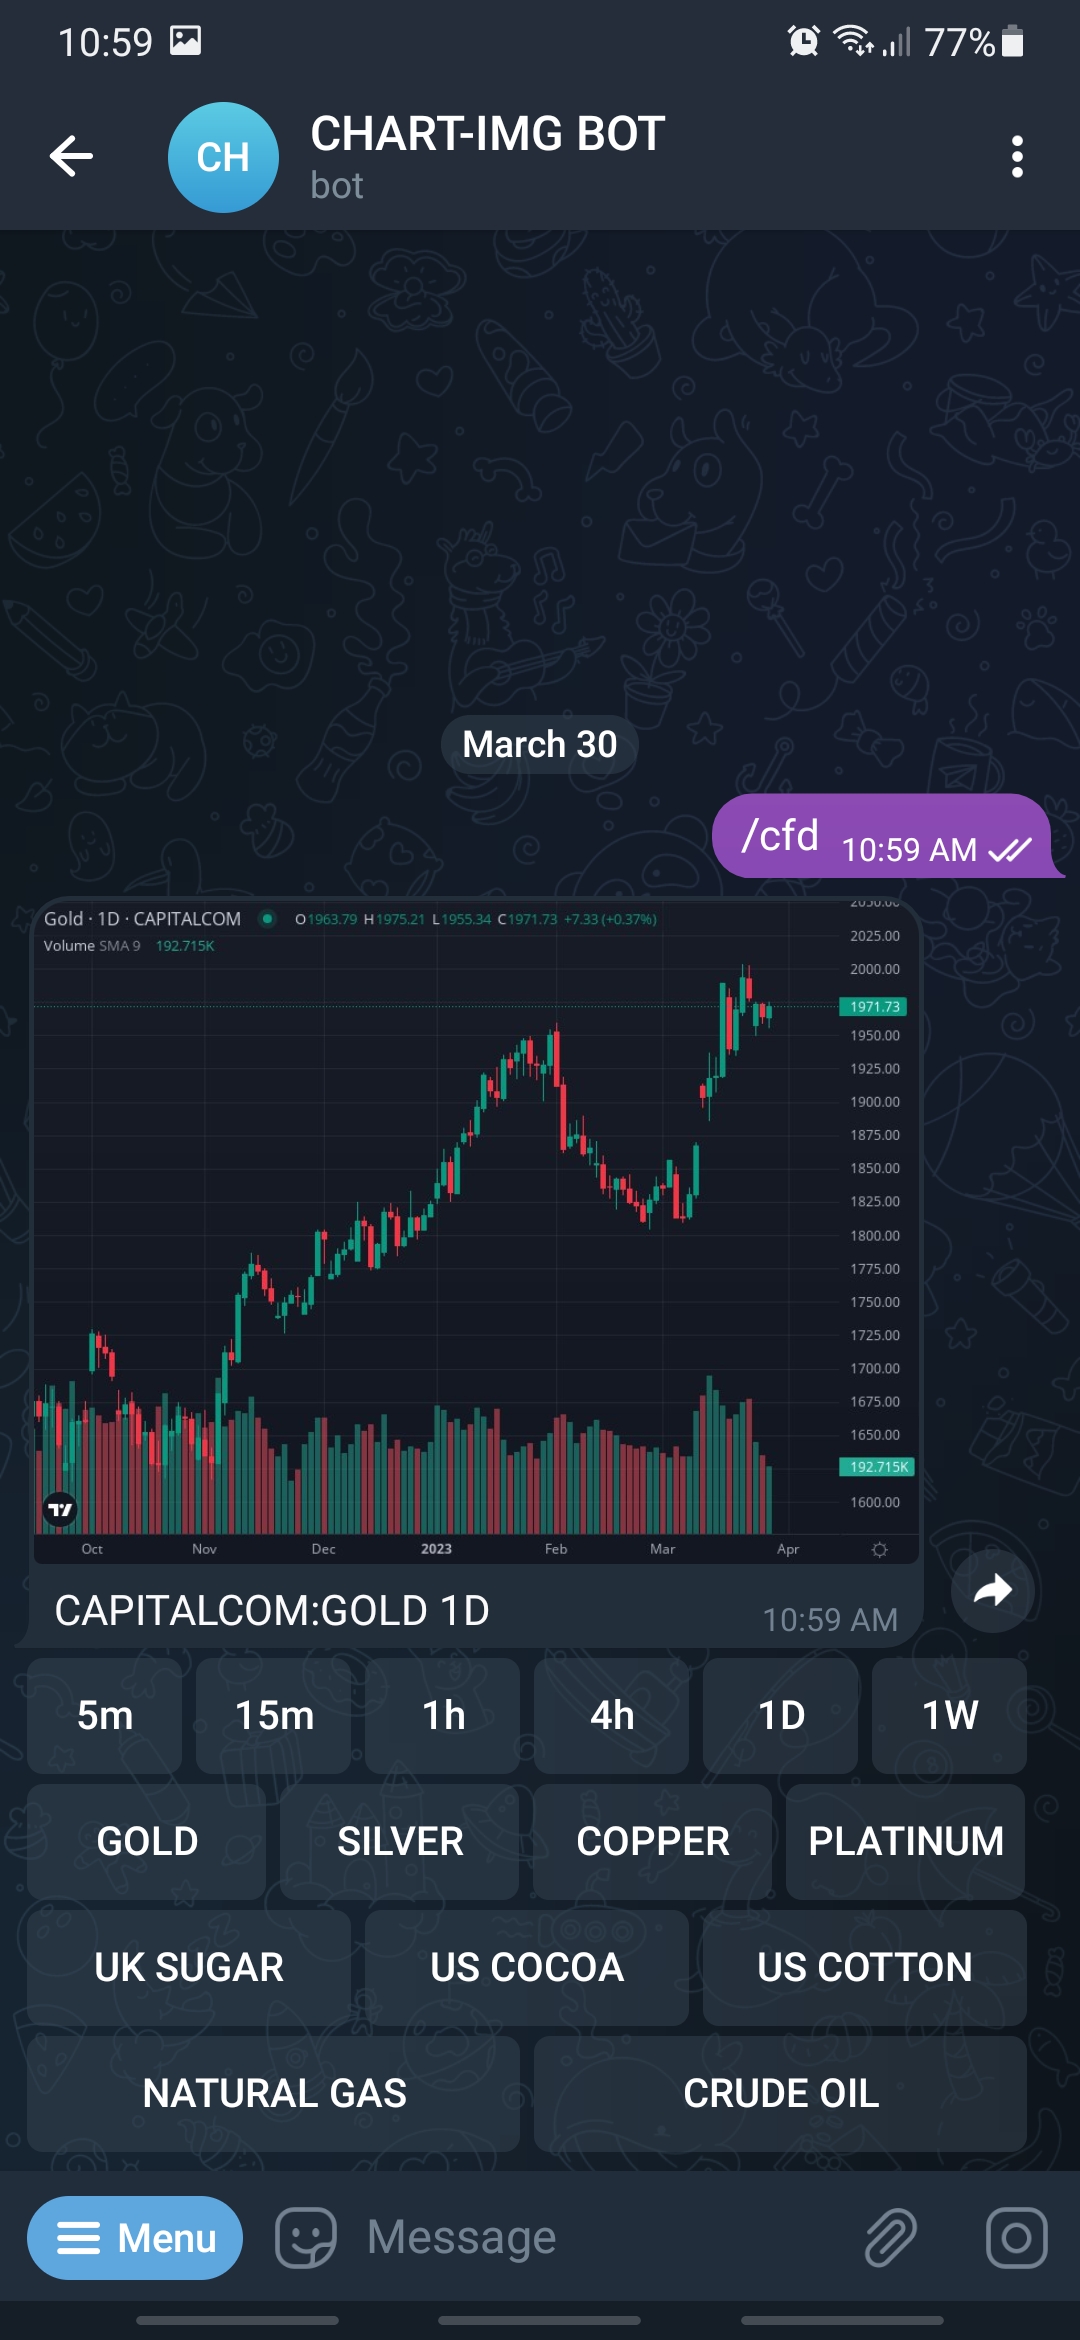 10:59 77%
CH
CHART-IMG BOT
bot
March 30
/cfd 10:59 AM
Gold · 1D · CAPITALCOM O1963.79 H1975.21 L1955.34 C1971.73 +7.33 (+0.37%)
Volume SMA 9 192.715K
2050.00
2025.00
2000.00
1971.73
1950.00
1925.00
1900.00
1875.00
1850.00
1825.00
1800.00
1775.00
1750.00
1725.00
1700.00
1675.00
1650.00
192.715K
1600.00
Oct Nov Dec 2023 Feb Mar Apr
CAPITALCOM:GOLD 1D
10:59 AM
5m 15m 1h 4h 1D 1W
GOLD SILVER COPPER PLATINUM
UK SUGAR US COCOA US COTTON
NATURAL GAS CRUDE OIL
Menu Message